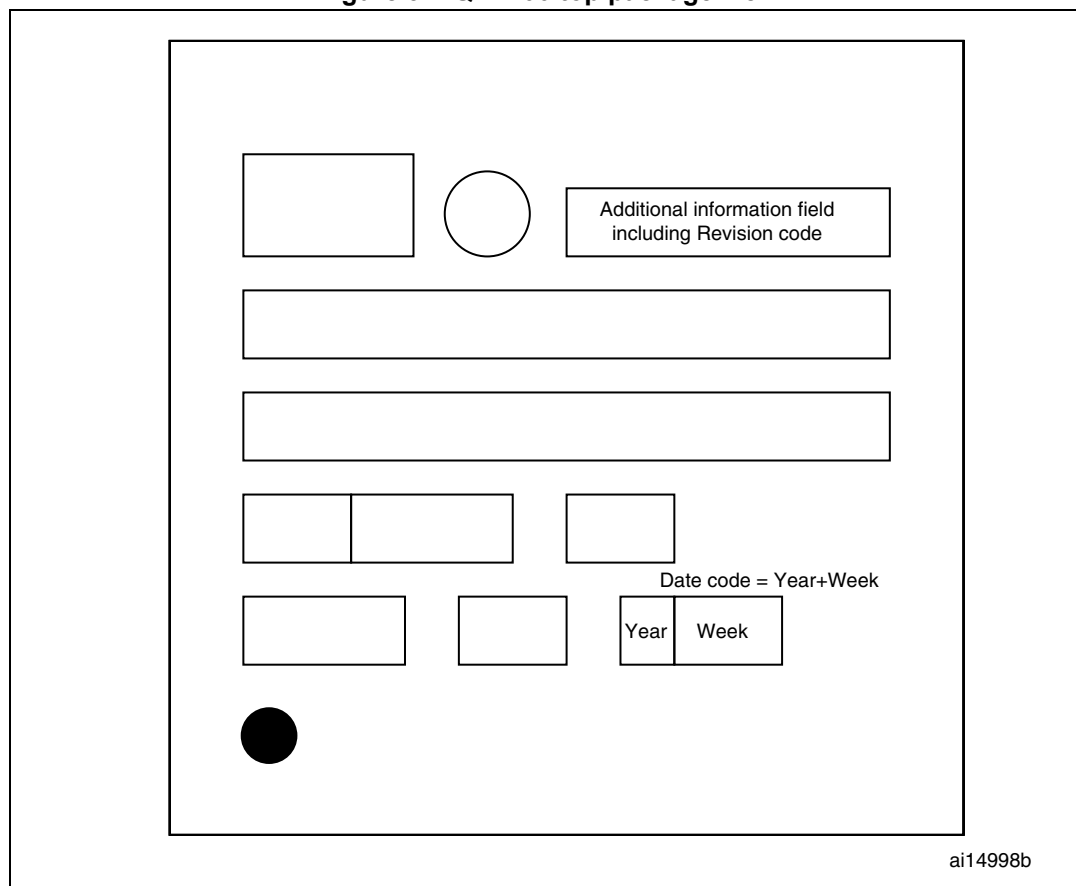 Additional information field
including Revision code
Date code = Year+Week
Year
Week
ai14998b